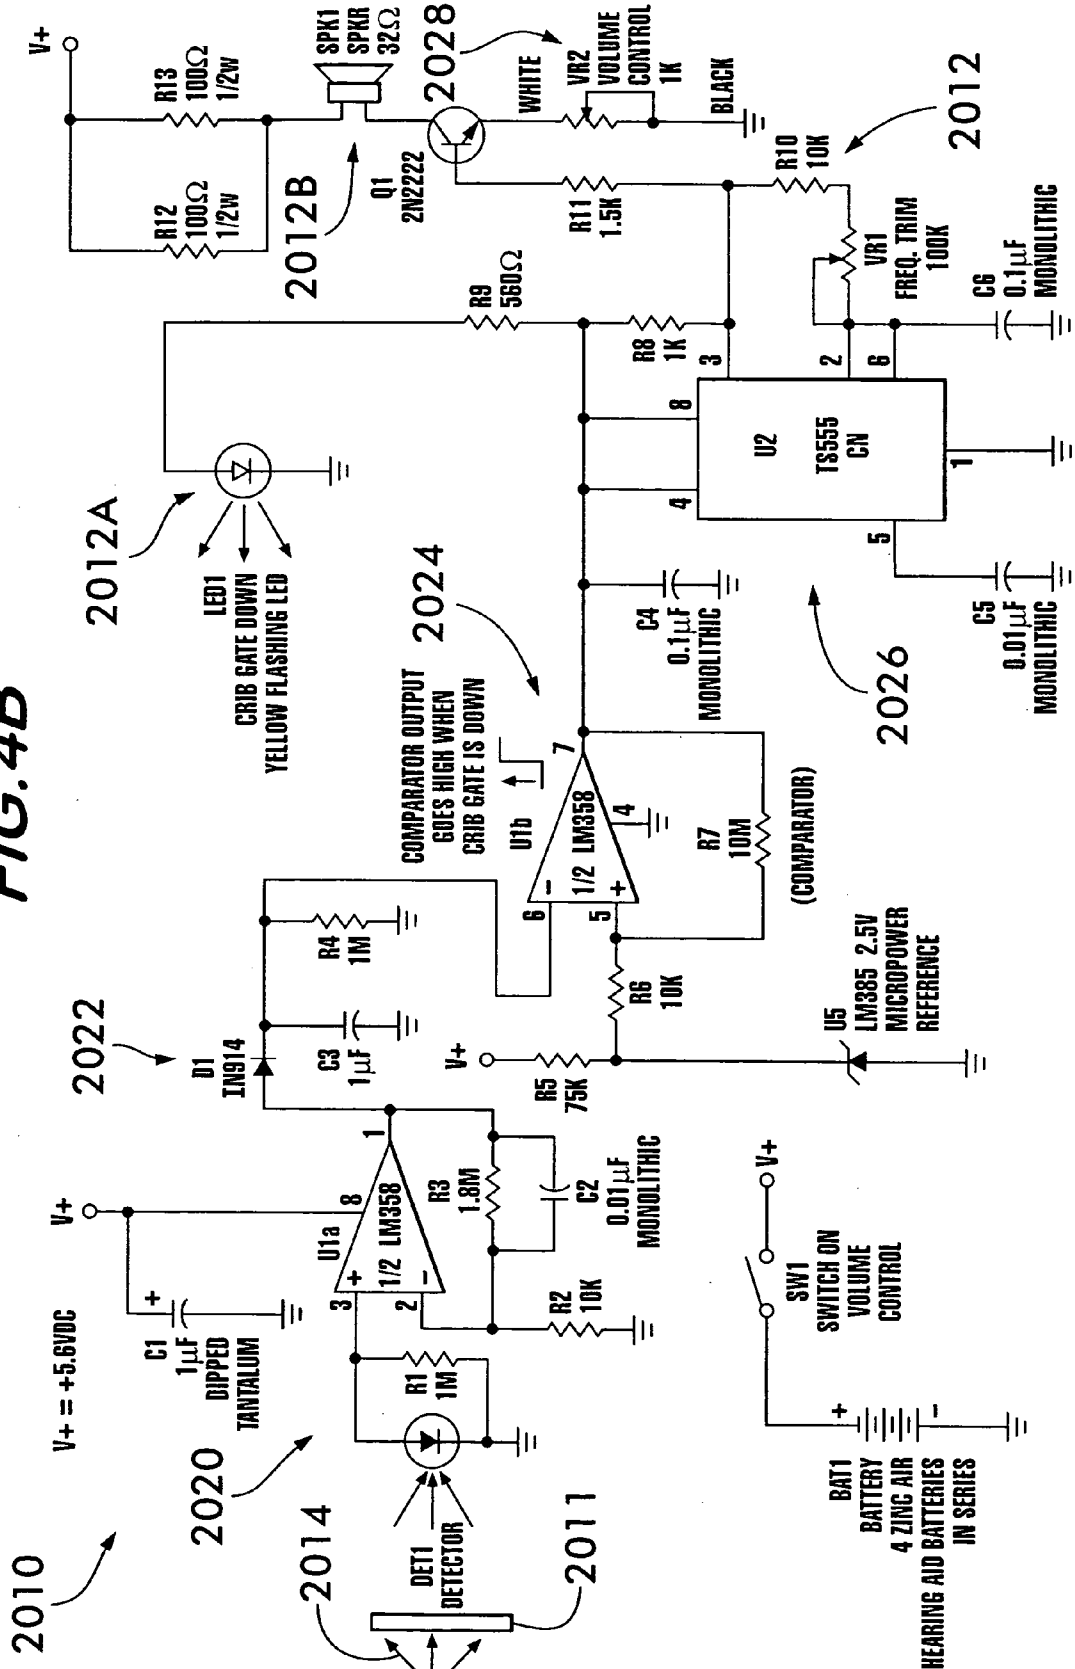 FIG. 4B
2010
V+ = +5.6VDC
V+
C1
1µF
DIPPED
TANTALUM
+
2020
2014
2011
DET1
DETECTOR
R1
1M
3
2
+
-
8
1
U1a
1/2 LM358
R2
10K
R3
1.8M
C2
0.01µF
MONOLITHIC
2022
D1
IN914
C3
1µF
R4
1M
V+
R5
75K
R6
10K
U5
LM385 2.5V
MICROPOWER
REFERENCE
6
5
-
+
7
4
U1b
1/2 LM358
R7
10M
(COMPARATOR)
COMPARATOR OUTPUT
GOES HIGH WHEN
CRIB GATE IS DOWN
2024
2012A
LED1
CRIB GATE DOWN
YELLOW FLASHING LED
C4
0.1µF
MONOLITHIC
2026
R9
560Ω
R8
1K
4
8
3
2
6
5
1
U2
TS555
CN
C5
0.01µF
MONOLITHIC
C6
0.1µF
MONOLITHIC
VR1
FREQ. TRIM
100K
R10
10K
2012
R11
1.5K
Q1
2N2222
2012B
V+
R12
100Ω
1/2w
R13
100Ω
1/2w
SPK1
SPKR
32Ω
2028
WHITE
VR2
VOLUME
CONTROL
1K
BLACK
BAT1
BATTERY
4 ZINC AIR
HEARING AID BATTERIES
IN SERIES
+
-
SW1
SWITCH ON
VOLUME
CONTROL
V+